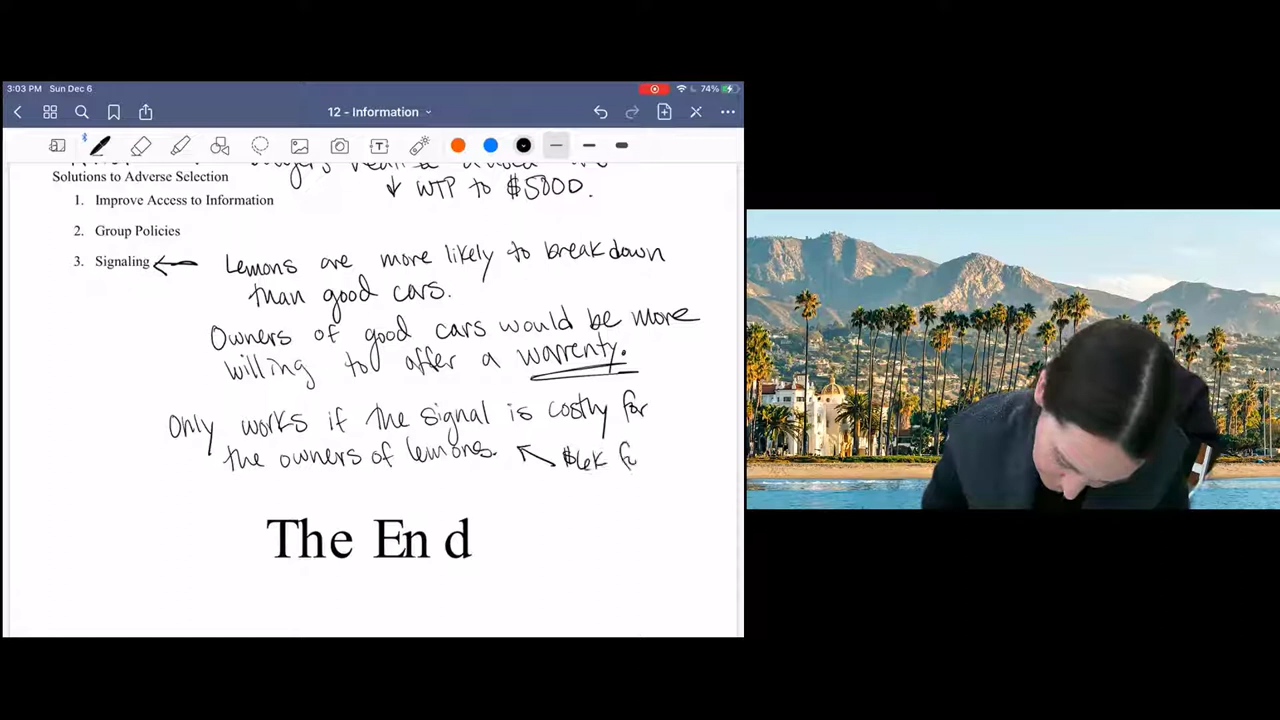 3:03 PM Sun Dec 6
74%
12 - Information
↓ WTP to $5000.
Solutions to Adverse Selection
1. Improve Access to Information
2. Group Policies
3. Signaling
Lemons are more likely to breakdown
than good cars.
Owners of good cars would be more
willing to offer a warrenty.
Only works if the signal is costly for
the owners of lemons.
$6k fo
The End